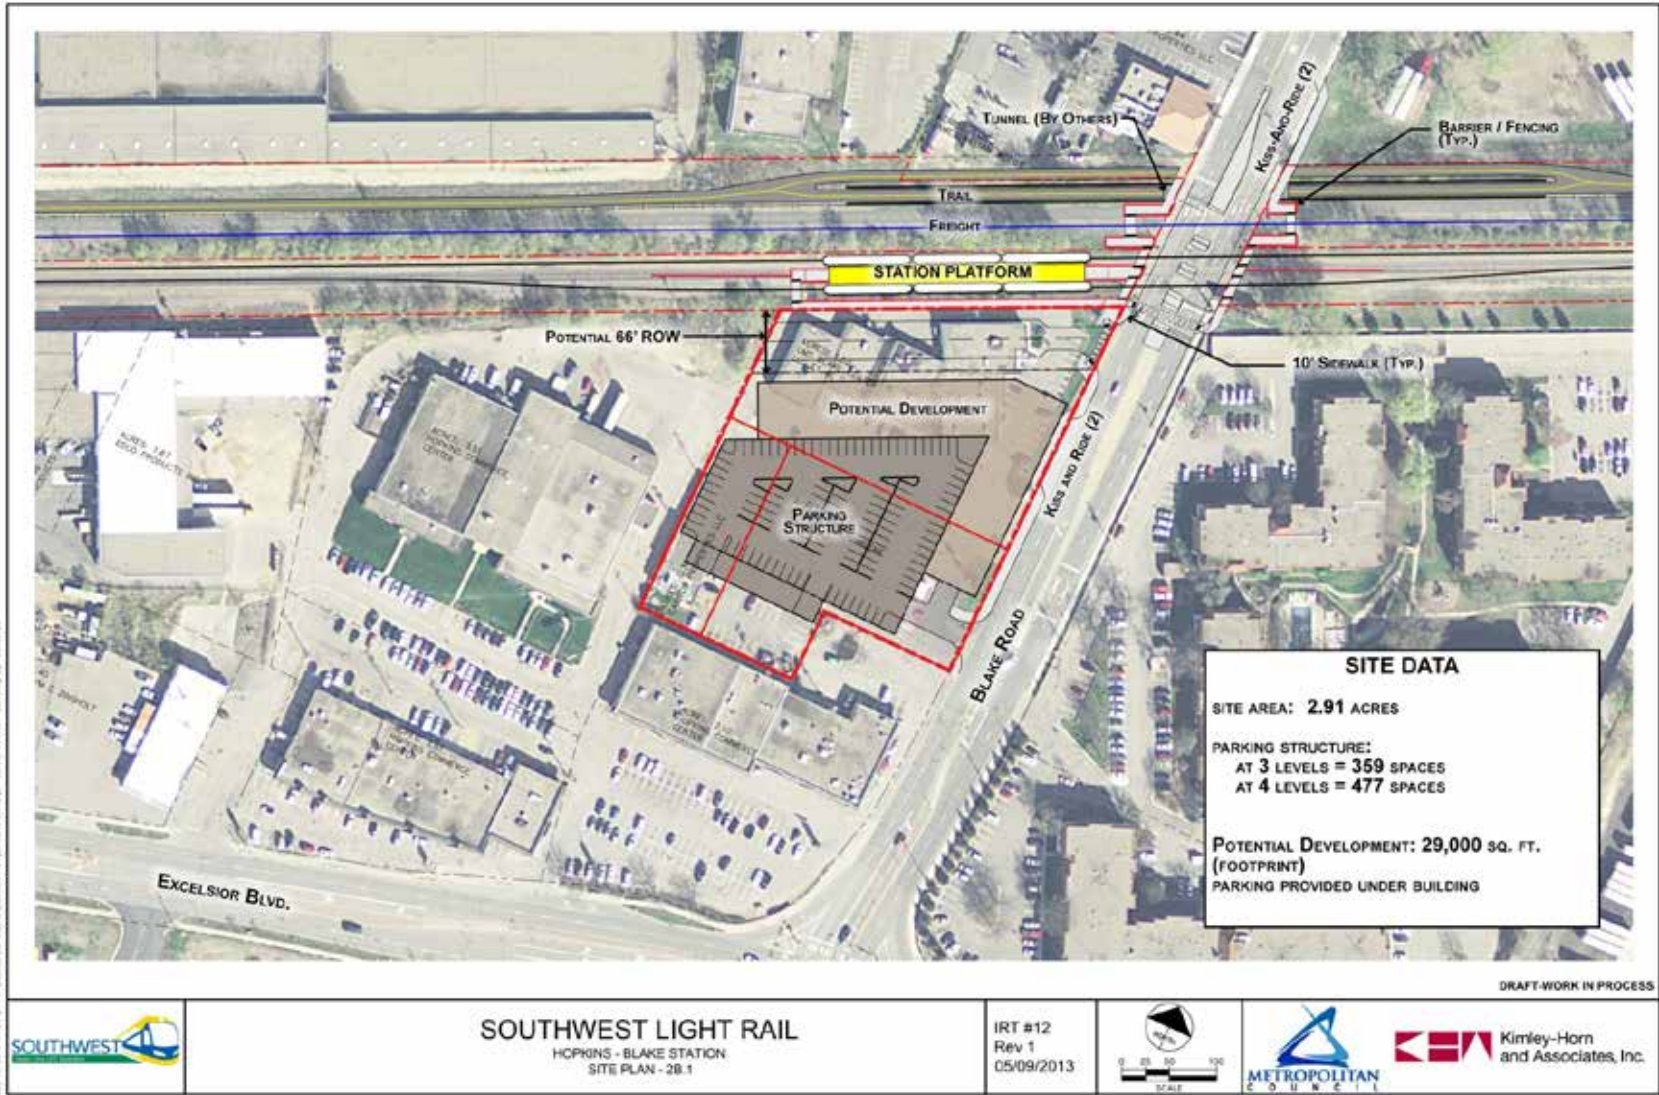 TUNNEL (BY OTHERS)
KISS-AND-RIDE (2)
BARRIER / FENCING
(TYP.)
TRAIL
FREIGHT
STATION PLATFORM
POTENTIAL 66' ROW
10' SIDEWALK (TYP.)
POTENTIAL DEVELOPMENT
KISS AND RIDE (2)
PARKING
STRUCTURE
BLAKE ROAD
EXCELSIOR BLVD.
SITE DATA
SITE AREA: 2.91 ACRES
PARKING STRUCTURE:
AT 3 LEVELS = 359 SPACES
AT 4 LEVELS = 477 SPACES
POTENTIAL DEVELOPMENT: 29,000 SQ. FT.
(FOOTPRINT)
PARKING PROVIDED UNDER BUILDING
DRAFT-WORK IN PROCESS
SOUTHWEST
SOUTHWEST LIGHT RAIL
HOPKINS - BLAKE STATION
SITE PLAN - 2B.1
IRT #12
Rev 1
05/09/2013
NORTH
0 25 50 100
SCALE
METROPOLITAN
COUNCIL
Kimley-Horn
and Associates, Inc.